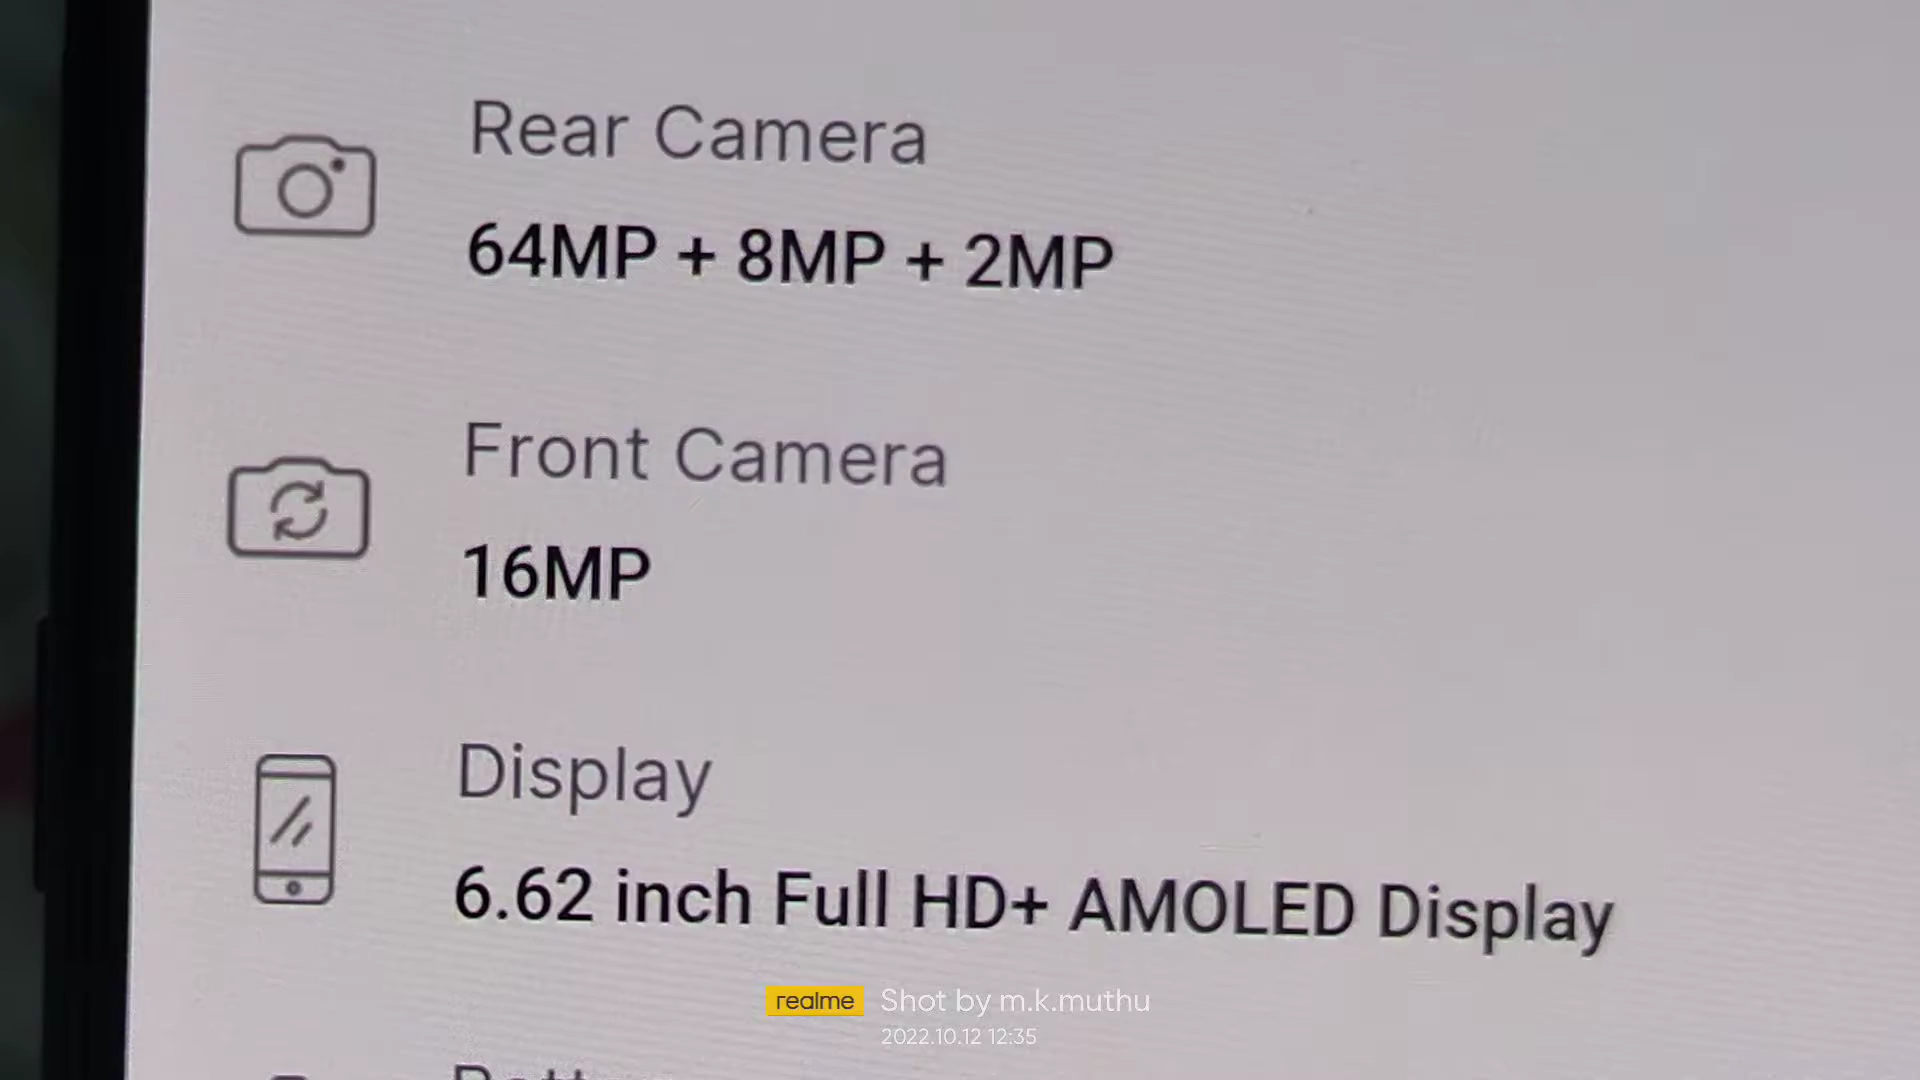 Rear Camera
64MP + 8MP + 2MP
Front Camera
16MP
Display
6.62 inch Full HD+ AMOLED Display
realme Shot by m.k.muthu
2022.10.12 12:35